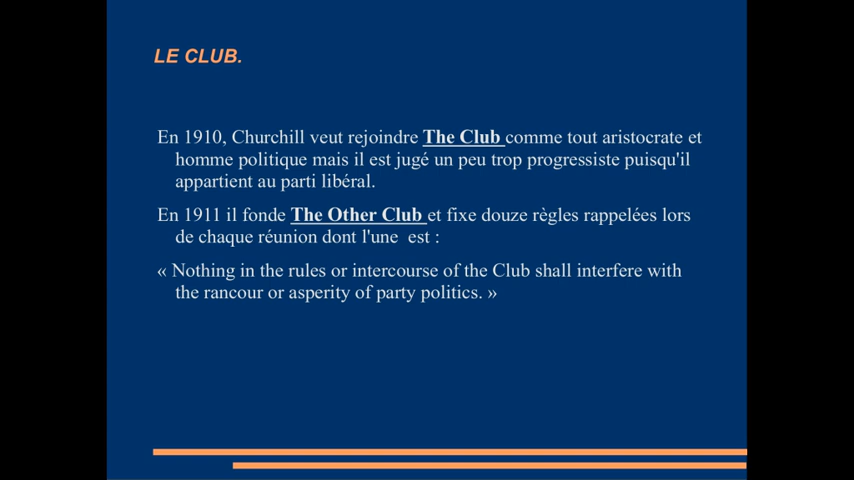 LE CLUB.
En 1910, Churchill veut rejoindre The Club comme tout aristocrate et
homme politique mais il est jugé un peu trop progressiste puisqu'il
appartient au parti libéral.
En 1911 il fonde The Other Club et fixe douze règles rappelées lors
de chaque réunion dont l'une  est :
« Nothing in the rules or intercourse of the Club shall interfere with
the rancour or asperity of party politics. »